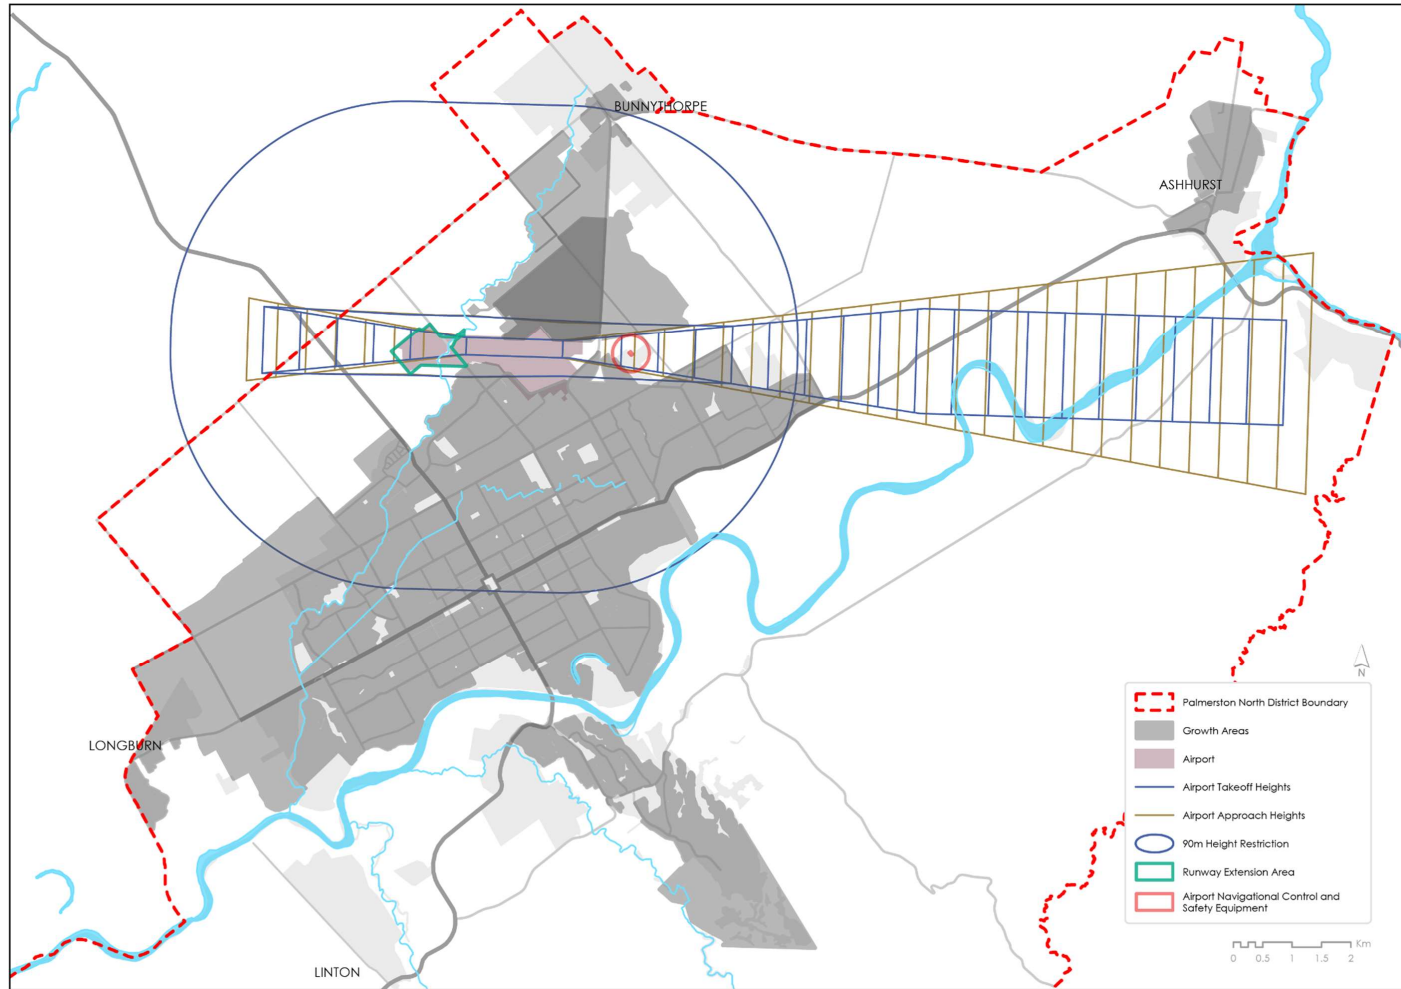 BUNNYTHORPE
ASHHURST
LONGBURN
LINTON
N
Palmerston North District Boundary
Growth Areas
Airport
Airport Takeoff Heights
Airport Approach Heights
90m Height Restriction
Runway Extension Area
Airport Navigational Control and
Safety Equipment
Km
0 0.5 1 1.5 2